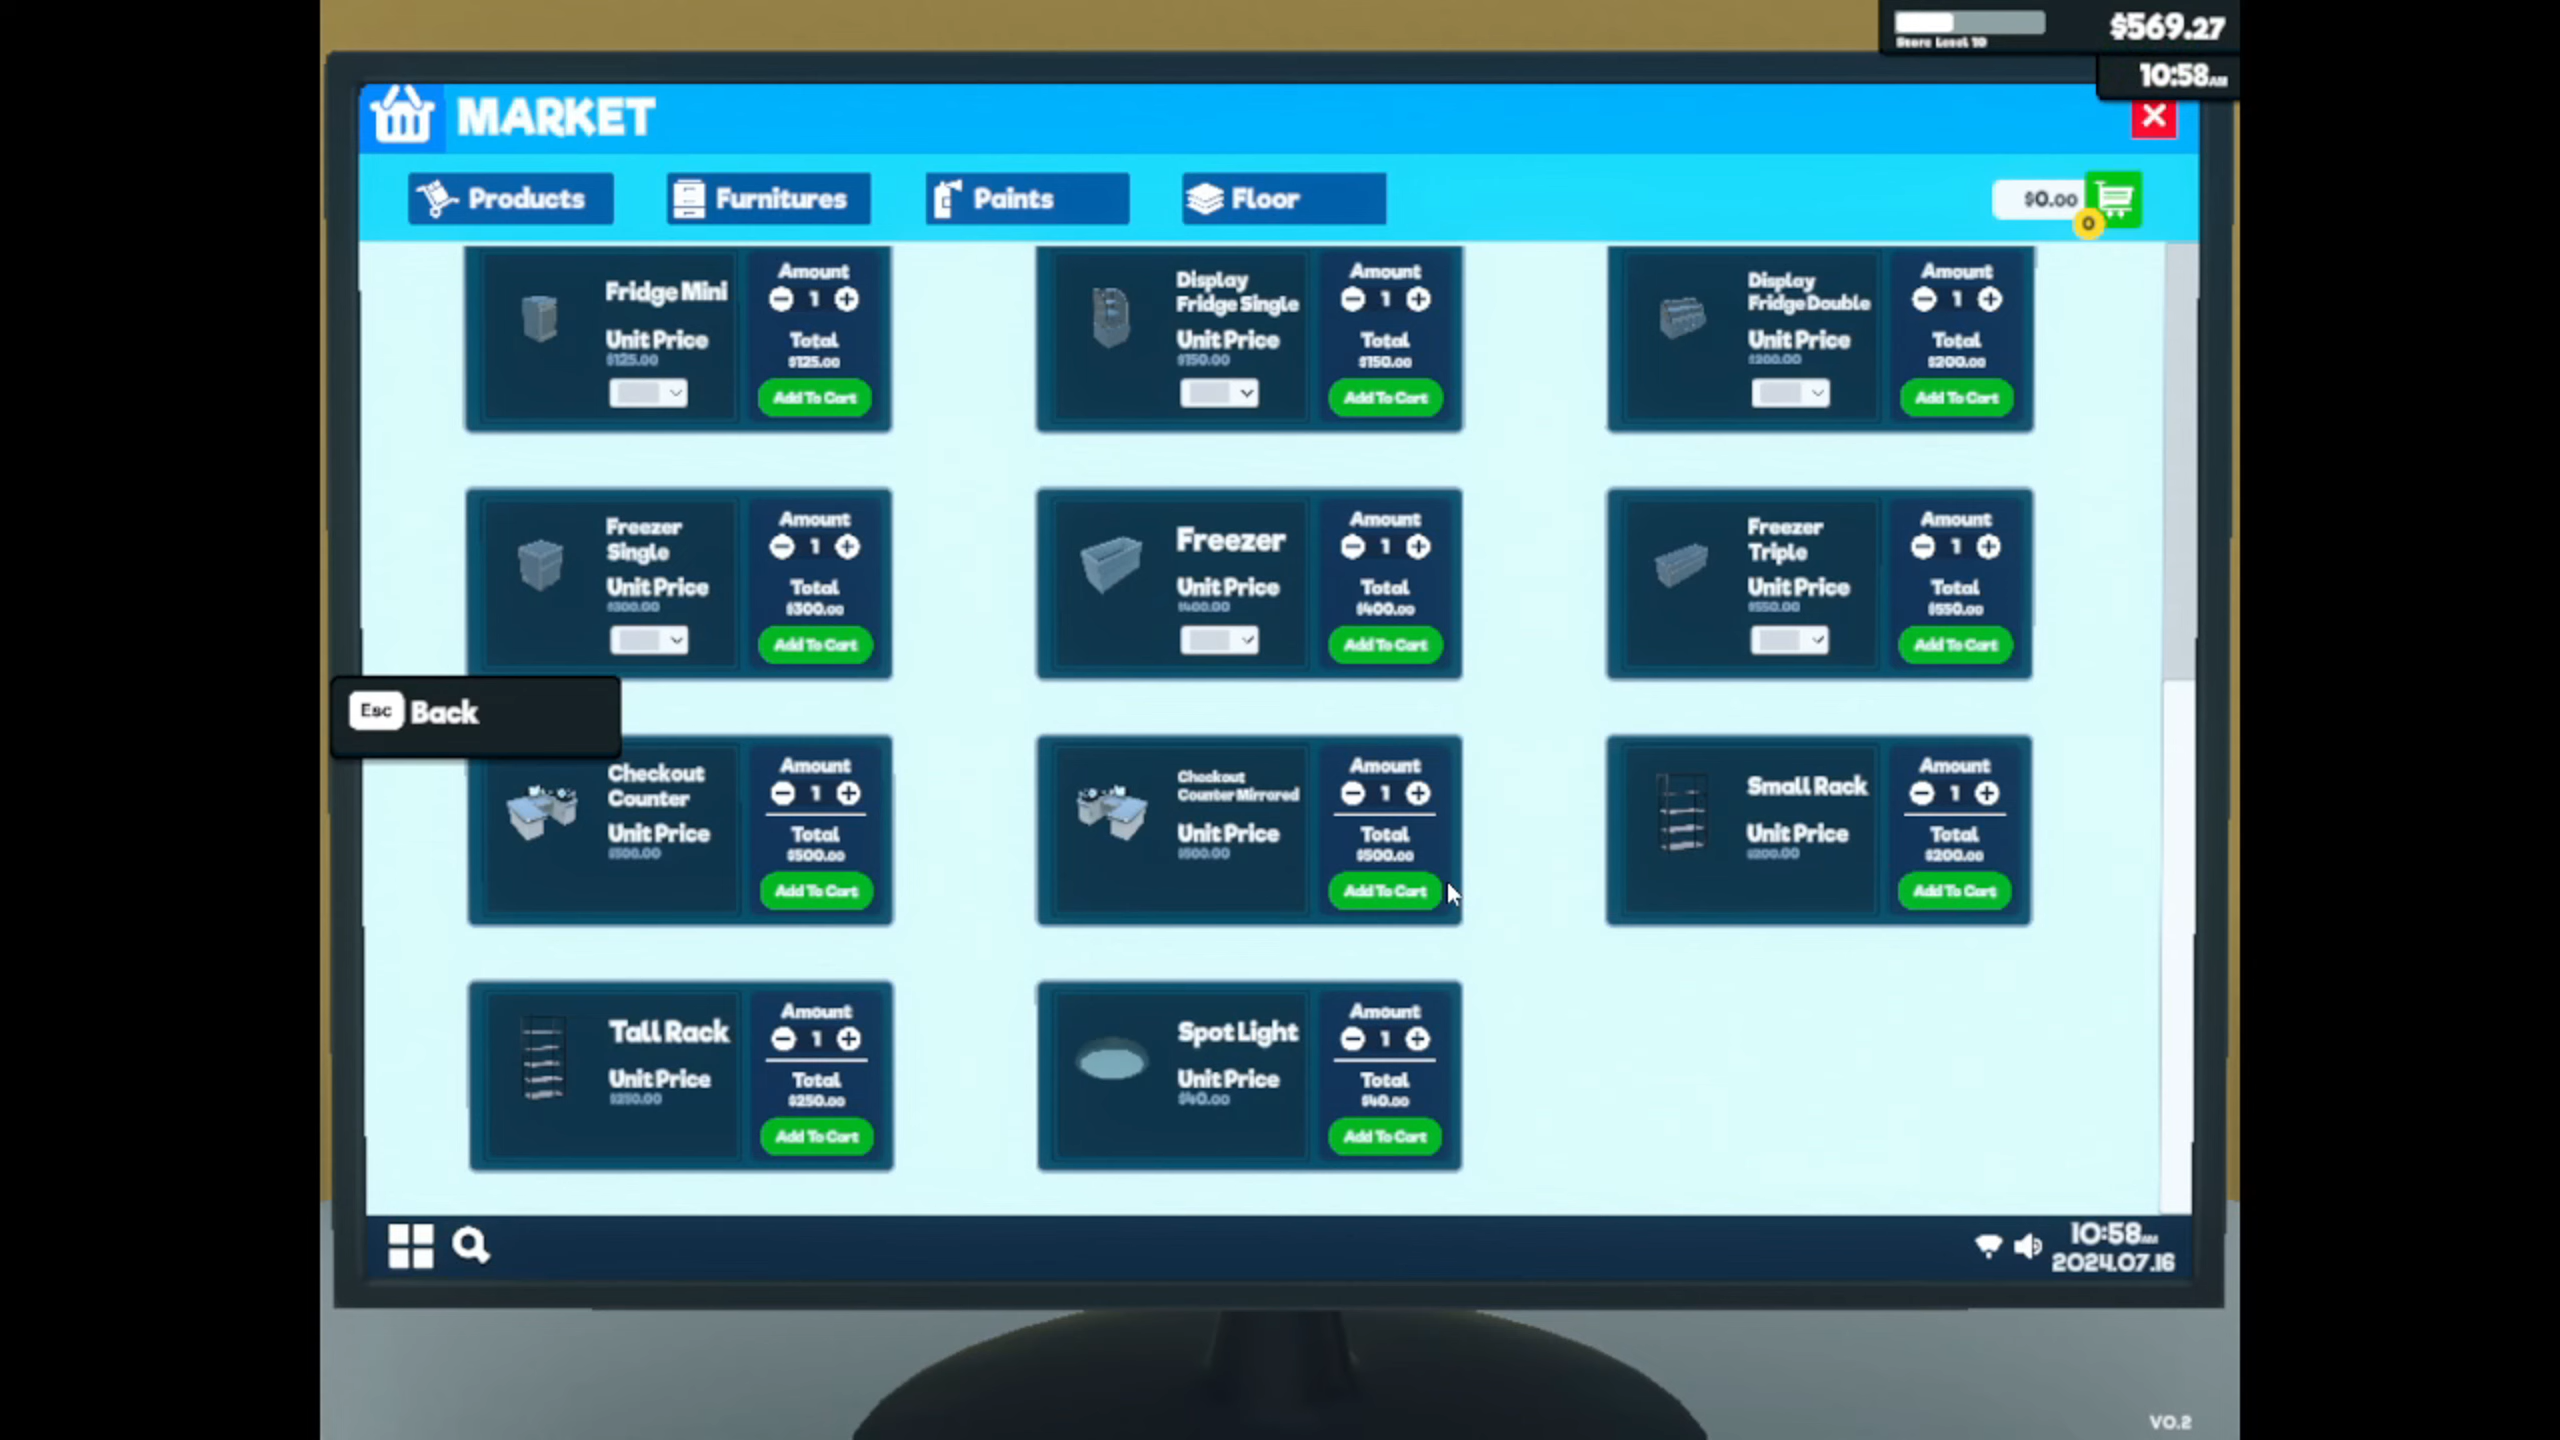 $569.27
Store Level 10
10:58AM
MARKET
Products
Furnitures
Paints
Floor
$0.00
0
Fridge Mini
Unit Price
$125.00
Amount
1
Total
$125.00
Add To Cart
Display
Fridge Single
Unit Price
$150.00
Amount
1
Total
$150.00
Add To Cart
Display
Fridge Double
Unit Price
$200.00
Amount
1
Total
$200.00
Add To Cart
Freezer
Single
Unit Price
$300.00
Amount
1
Total
$300.00
Add To Cart
Freezer
Unit Price
$400.00
Amount
1
Total
$400.00
Add To Cart
Freezer
Triple
Unit Price
$550.00
Amount
1
Total
$550.00
Add To Cart
Esc Back
Checkout
Counter
Unit Price
$500.00
Amount
1
Total
$500.00
Add To Cart
Checkout
Counter Mirrored
Unit Price
$500.00
Amount
1
Total
$500.00
Add To Cart
Small Rack
Unit Price
$200.00
Amount
1
Total
$200.00
Add To Cart
Tall Rack
Unit Price
$250.00
Amount
1
Total
$250.00
Add To Cart
Spot Light
Unit Price
$40.00
Amount
1
Total
$40.00
Add To Cart
10:58AM
2024.07.16
V0.2